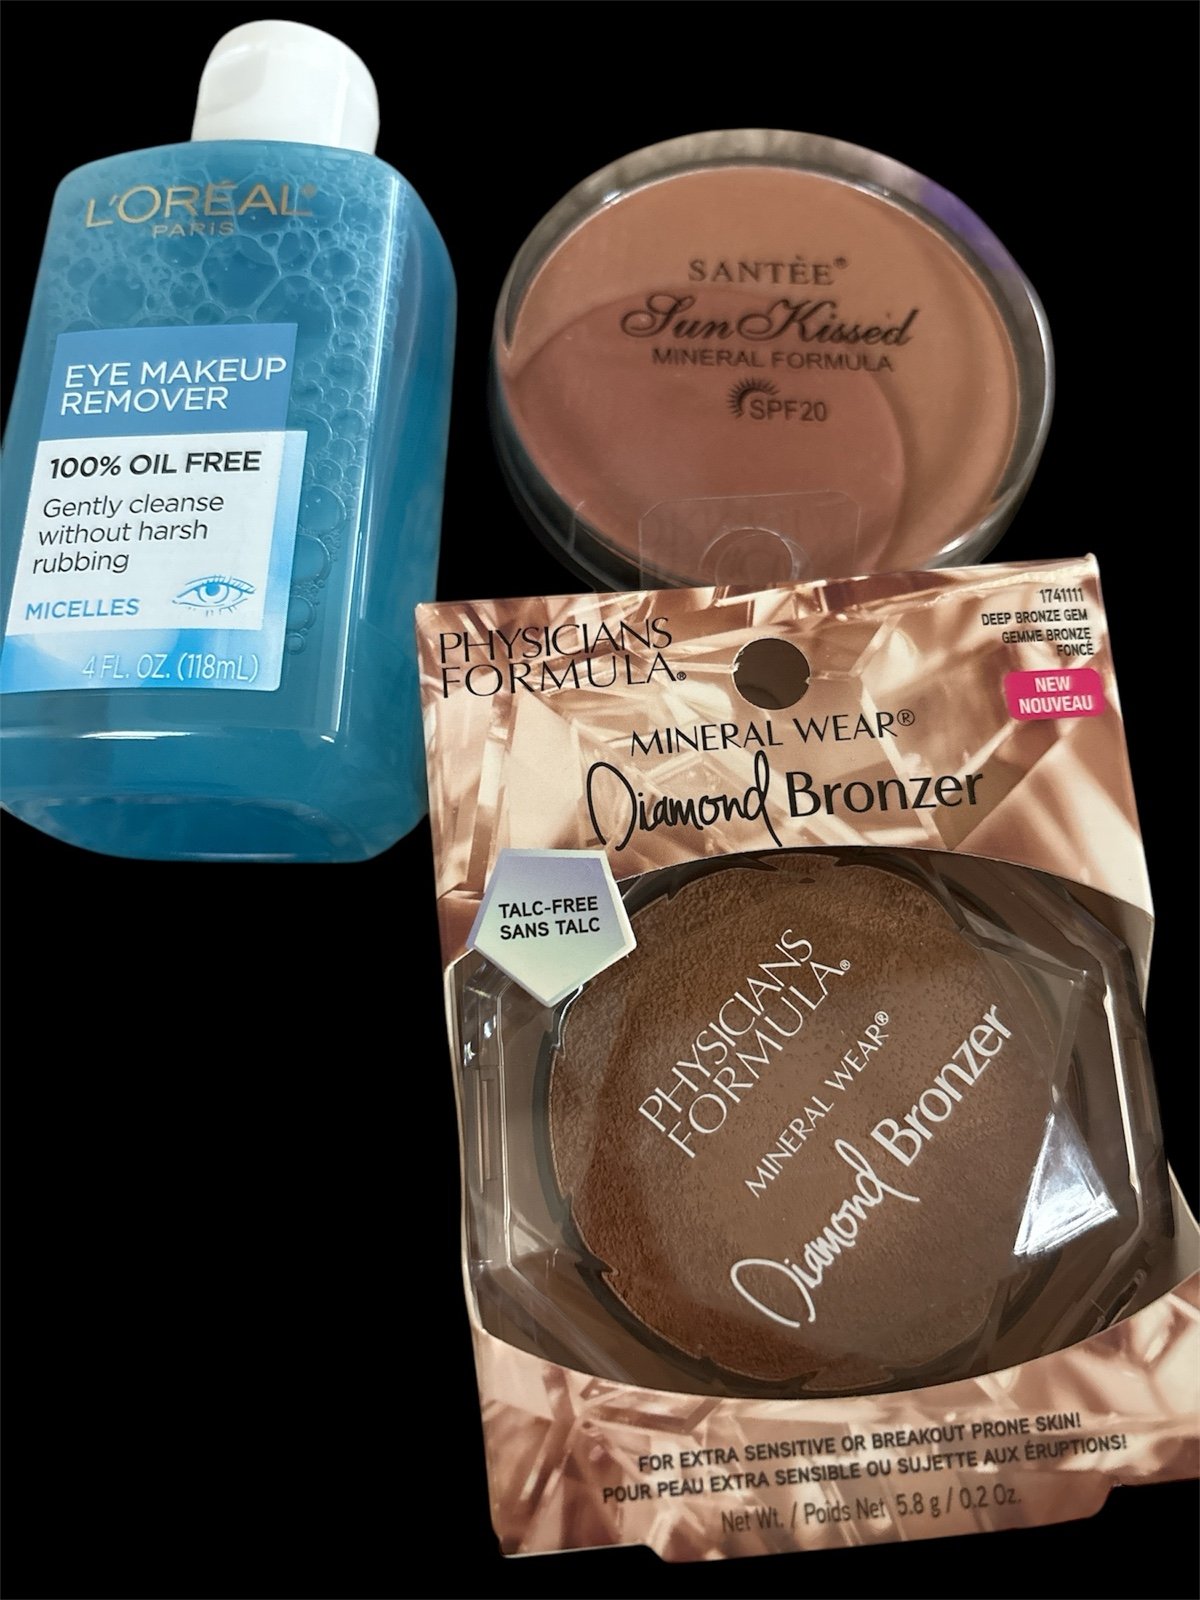 L'ORÉAL®
PARIS
EYE MAKEUP
REMOVER
100% OIL FREE
Gently cleanse
without harsh
rubbing
MICELLES
4 FL. OZ. (118mL)
SANTÈE®
Sun Kissed
MINERAL FORMULA
SPF20
PHYSICIANS
FORMULA®
1741111
DEEP BRONZE GEM
GEMME BRONZE
FONCÉ
NEW
NOUVEAU
MINERAL WEAR®
Diamond Bronzer
TALC-FREE
SANS TALC
PHYSICIANS
FORMULA®
MINERAL WEAR®
Diamond Bronzer
FOR EXTRA SENSITIVE OR BREAKOUT PRONE SKIN!
POUR PEAU EXTRA SENSIBLE OU SUJETTE AUX ÉRUPTIONS!
Net Wt. / Poids Net 5.8 g / 0.2 Oz.